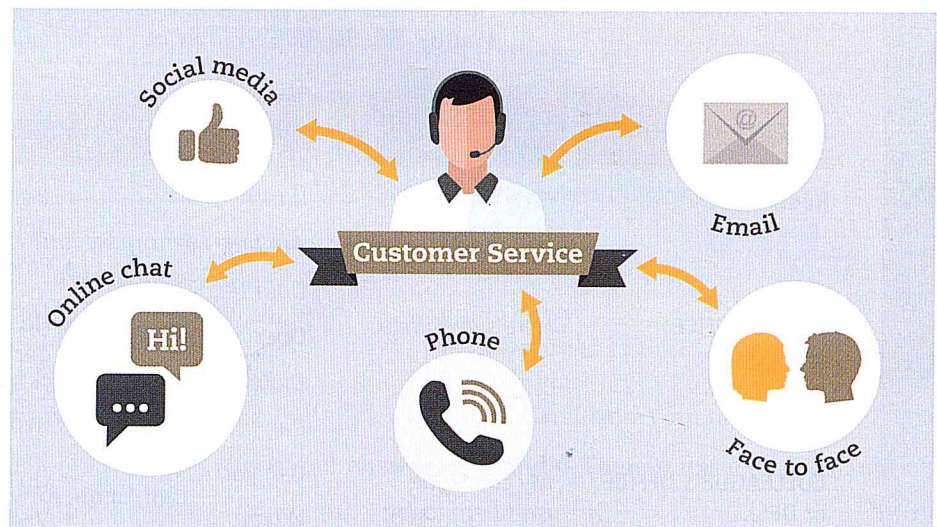 Social media
@
Email
Customer Service
Online chat
Hi!
Phone
Face to face